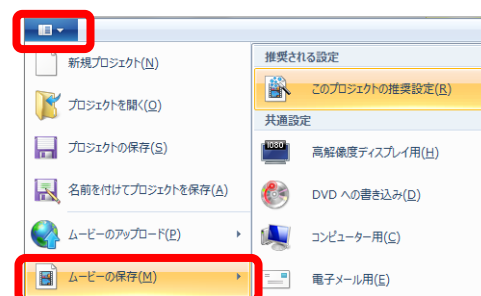 新規プロジェクト(N)
プロジェクトを開く(O)
プロジェクトの保存(S)
名前を付けてプロジェクトを保存(A)
ムービーのアップロード(P)
ムービーの保存(M)
推奨される設定
このプロジェクトの推奨設定(R)
共通設定
1080
高解像度ディスプレイ用(H)
DVD への書き込み(D)
コンピューター用(C)
電子メール用(E)